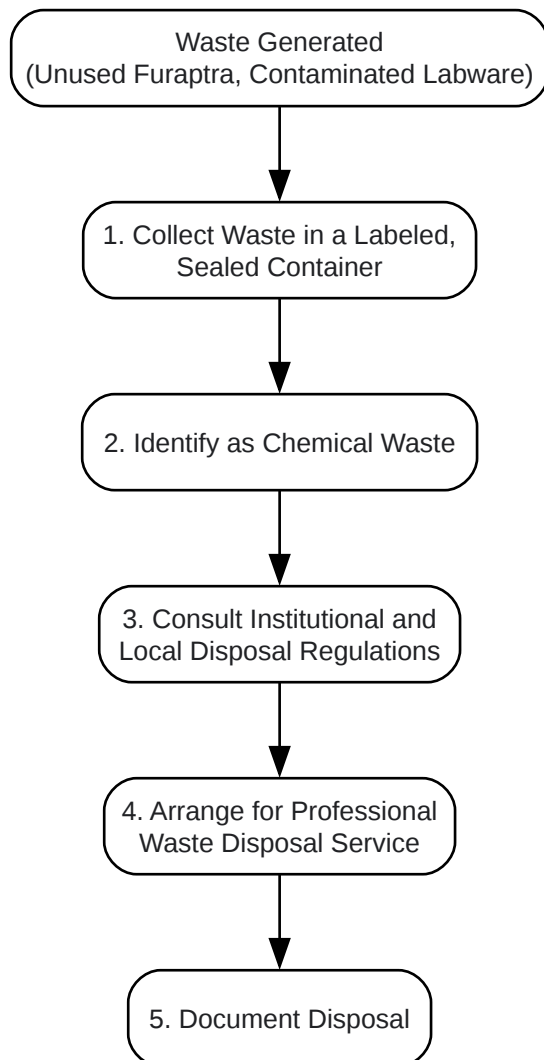 Waste Generated
(Unused Furaptra, Contaminated Labware)
1. Collect Waste in a Labeled,
Sealed Container
2. Identify as Chemical Waste
3. Consult Institutional and
Local Disposal Regulations
4. Arrange for Professional
Waste Disposal Service
5. Document Disposal